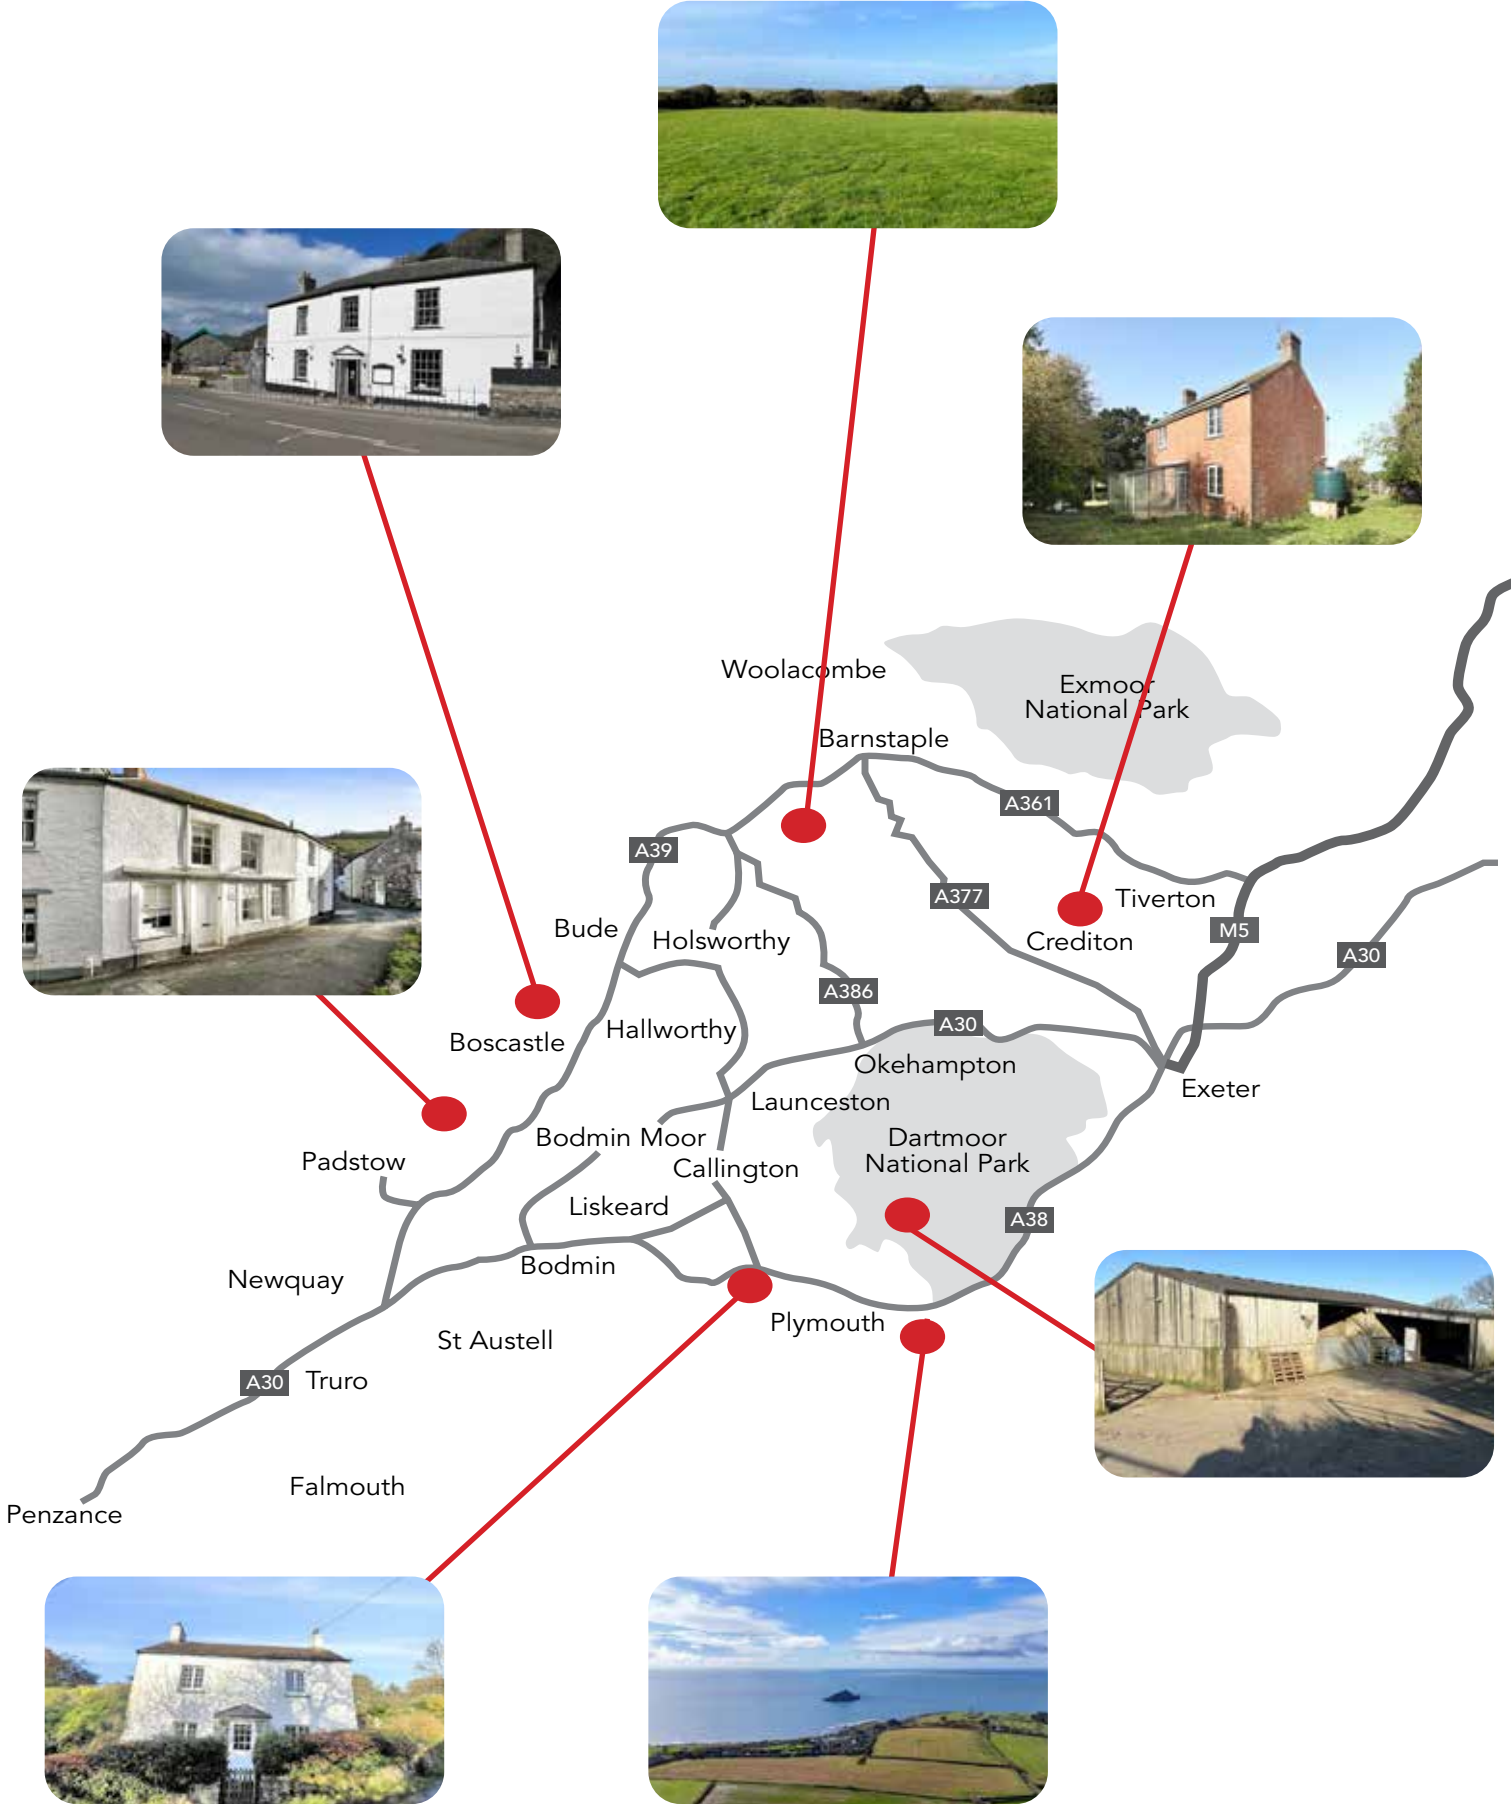 Woolacombe
Exmoor
National Park
Barnstaple
A361
A39
A377
Tiverton
Bude
Holsworthy
Crediton
M5
A30
A386
Hallworthy
A30
Boscastle
Okehampton
Exeter
Launceston
Bodmin Moor
Dartmoor
National Park
Padstow
Callington
Liskeard
A38
Bodmin
Newquay
Plymouth
St Austell
A30
Truro
Falmouth
Penzance